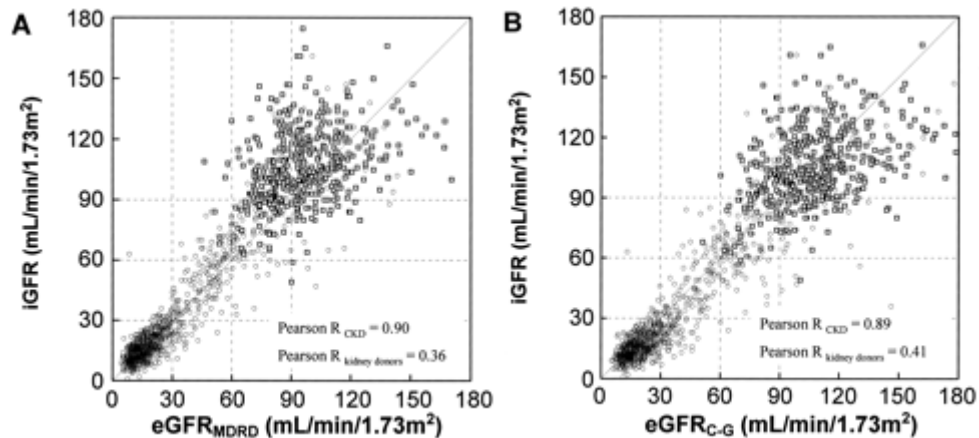 A
180
150
120
90
60
30
0
iGFR (mL/min/1.73m²)
Pearson R CKD = 0.90
Pearson R kidney donors = 0.36
0 30 60 90 120 150 180
eGFR MDRD (mL/min/1.73m²)
B
180
150
120
90
60
30
0
iGFR (mL/min/1.73m²)
Pearson R CKD = 0.89
Pearson R kidney donors = 0.41
0 30 60 90 120 150 180
eGFR C-G (mL/min/1.73m²)